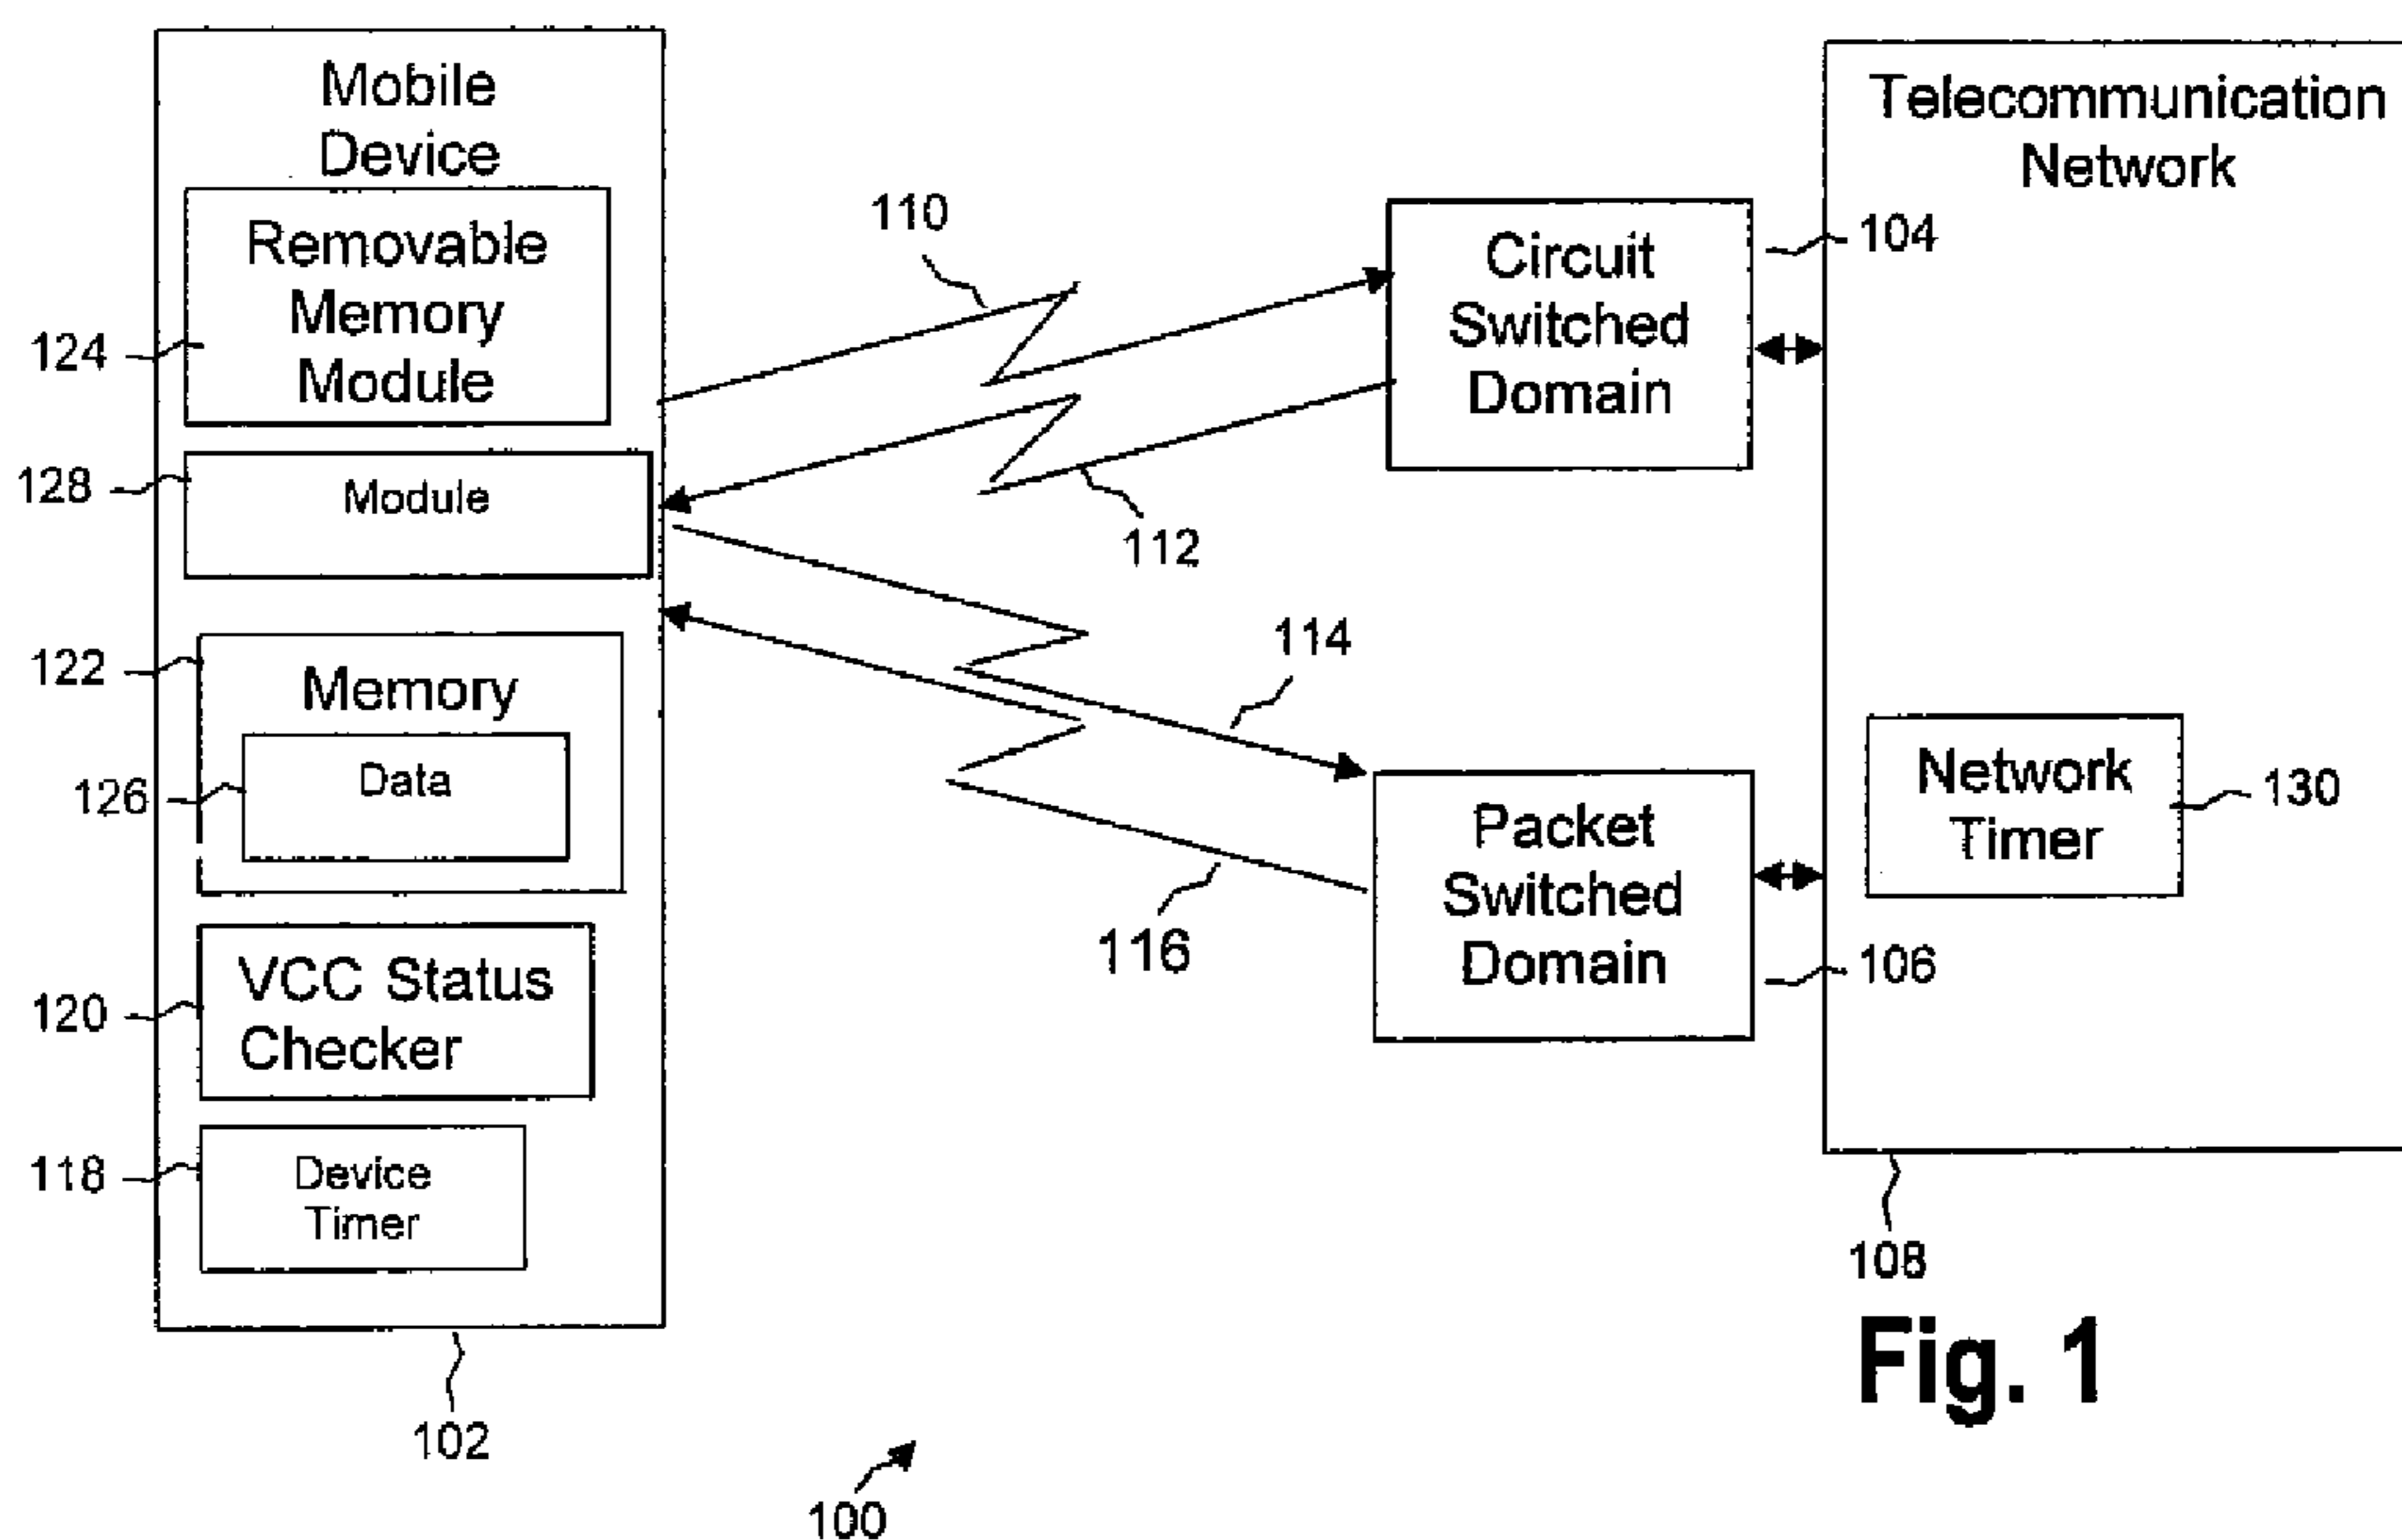 Mobile
Device
Removable
Memory
Module
124
128
Module
122
Memory
126
Data
120
VCC Status
Checker
118
Device
Timer
102
110
112
114
116
Circuit
Switched
Domain
104
Packet
Switched
Domain
106
Telecommunication
Network
Network
Timer
130
108
100
Fig. 1